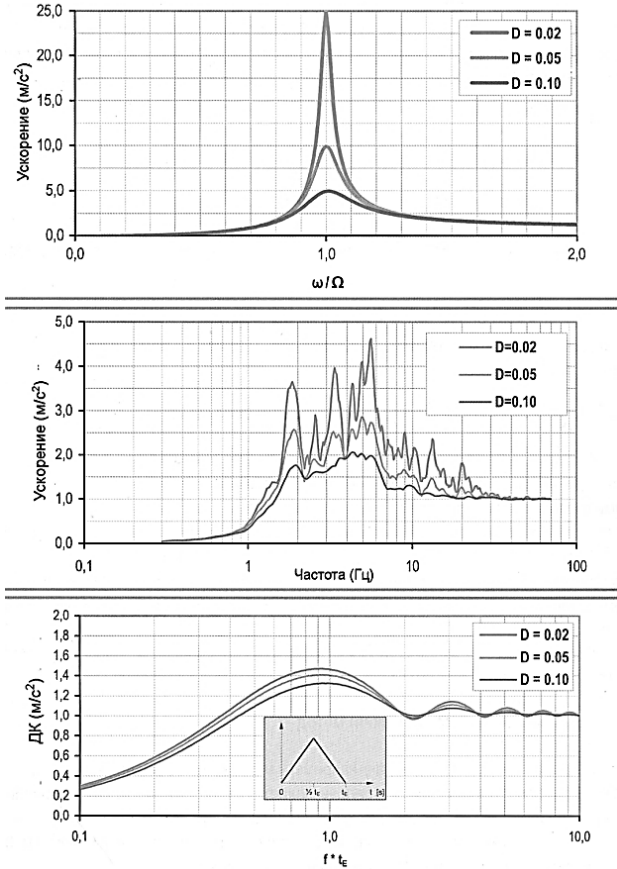 25,0
20,0
15,0
10,0
5,0
0,0
Ускорение (м/с²)
D = 0.02
D = 0.05
D = 0.10
0,0 1,0 2,0
ω/Ω
5,0
4,0
3,0
2,0
1,0
0,0
Ускорение (м/с²)
D=0.02
D=0.05
D=0.10
0,1 1 10 100
Частота (Гц)
2,0
1,8
1,6
1,4
1,2
1,0
0,8
0,6
0,4
0,2
0,0
ДК (м/с²)
D = 0.02
D = 0.05
D = 0.10
0 ½ tE tE t [s]
0,1 1,0 10,0
f * tE